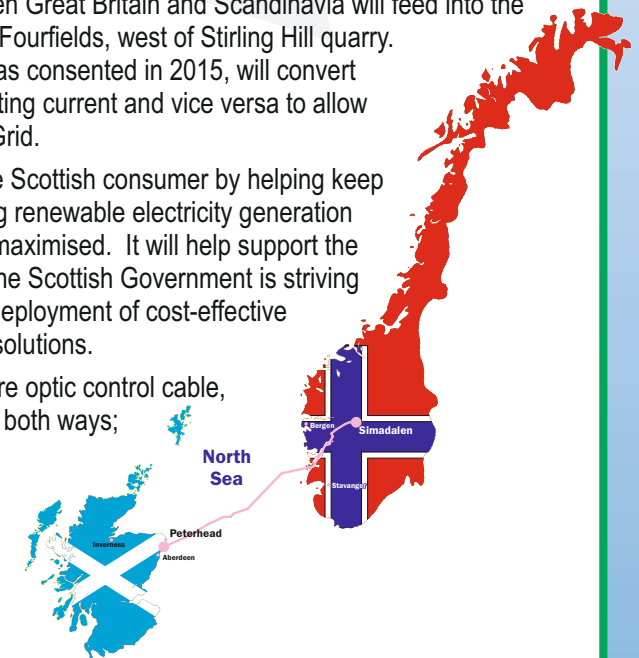 en Great Britain and Scandinavia will feed into the
Fourfields, west of Stirling Hill quarry.
as consented in 2015, will convert
ting current and vice versa to allow
Grid.
e Scottish consumer by helping keep
g renewable electricity generation
maximised. It will help support the
he Scottish Government is striving
eployment of cost-effective
solutions.
re optic control cable,
both ways;
Bergen
Simadalen
North
Sea
Stavanger
Peterhead
Inverness
Aberdeen